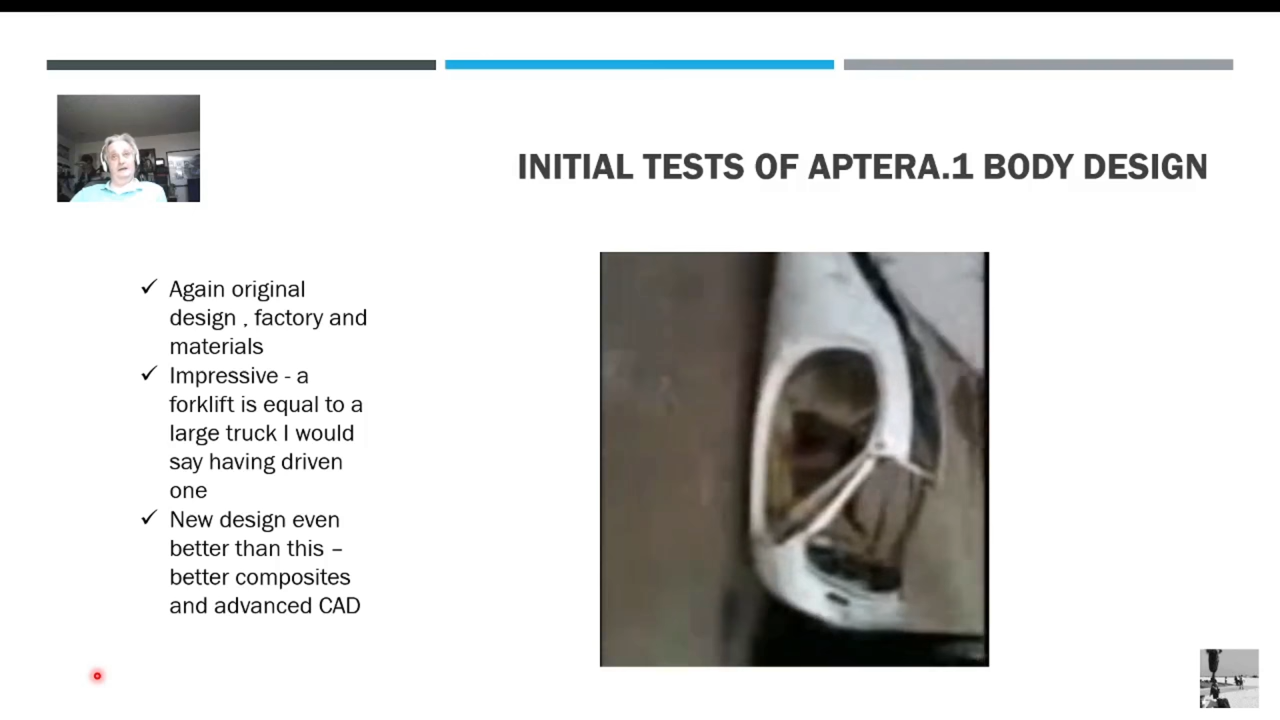 INITIAL TESTS OF APTERA.1 BODY DESIGN
✓ Again original
design , factory and
materials
✓ Impressive - a
forklift is equal to a
large truck I would
say having driven
one
✓ New design even
better than this –
better composites
and advanced CAD